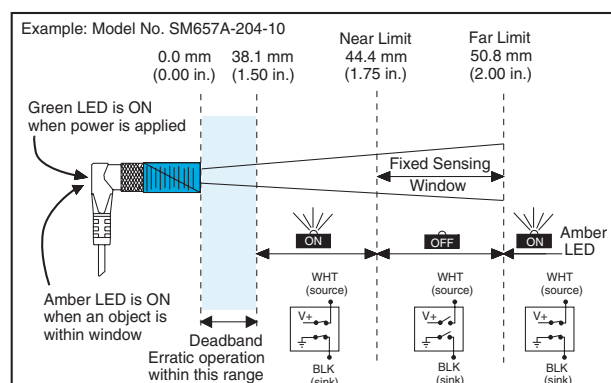 Example: Model No. SM657A-204-10
0.0 mm
(0.00 in.)
38.1 mm
(1.50 in.)
Near Limit
44.4 mm
(1.75 in.)
Far Limit
50.8 mm
(2.00 in.)
Green LED is ON
when power is applied
Fixed Sensing
Window
ON
OFF
ON
Amber
LED
Amber LED is ON
when an object is
within window
Deadband
Erratic operation
within this range
WHT
(source)
V+
BLK
(sink)
WHT
(source)
V+
BLK
(sink)
WHT
(source)
V+
BLK
(sink)